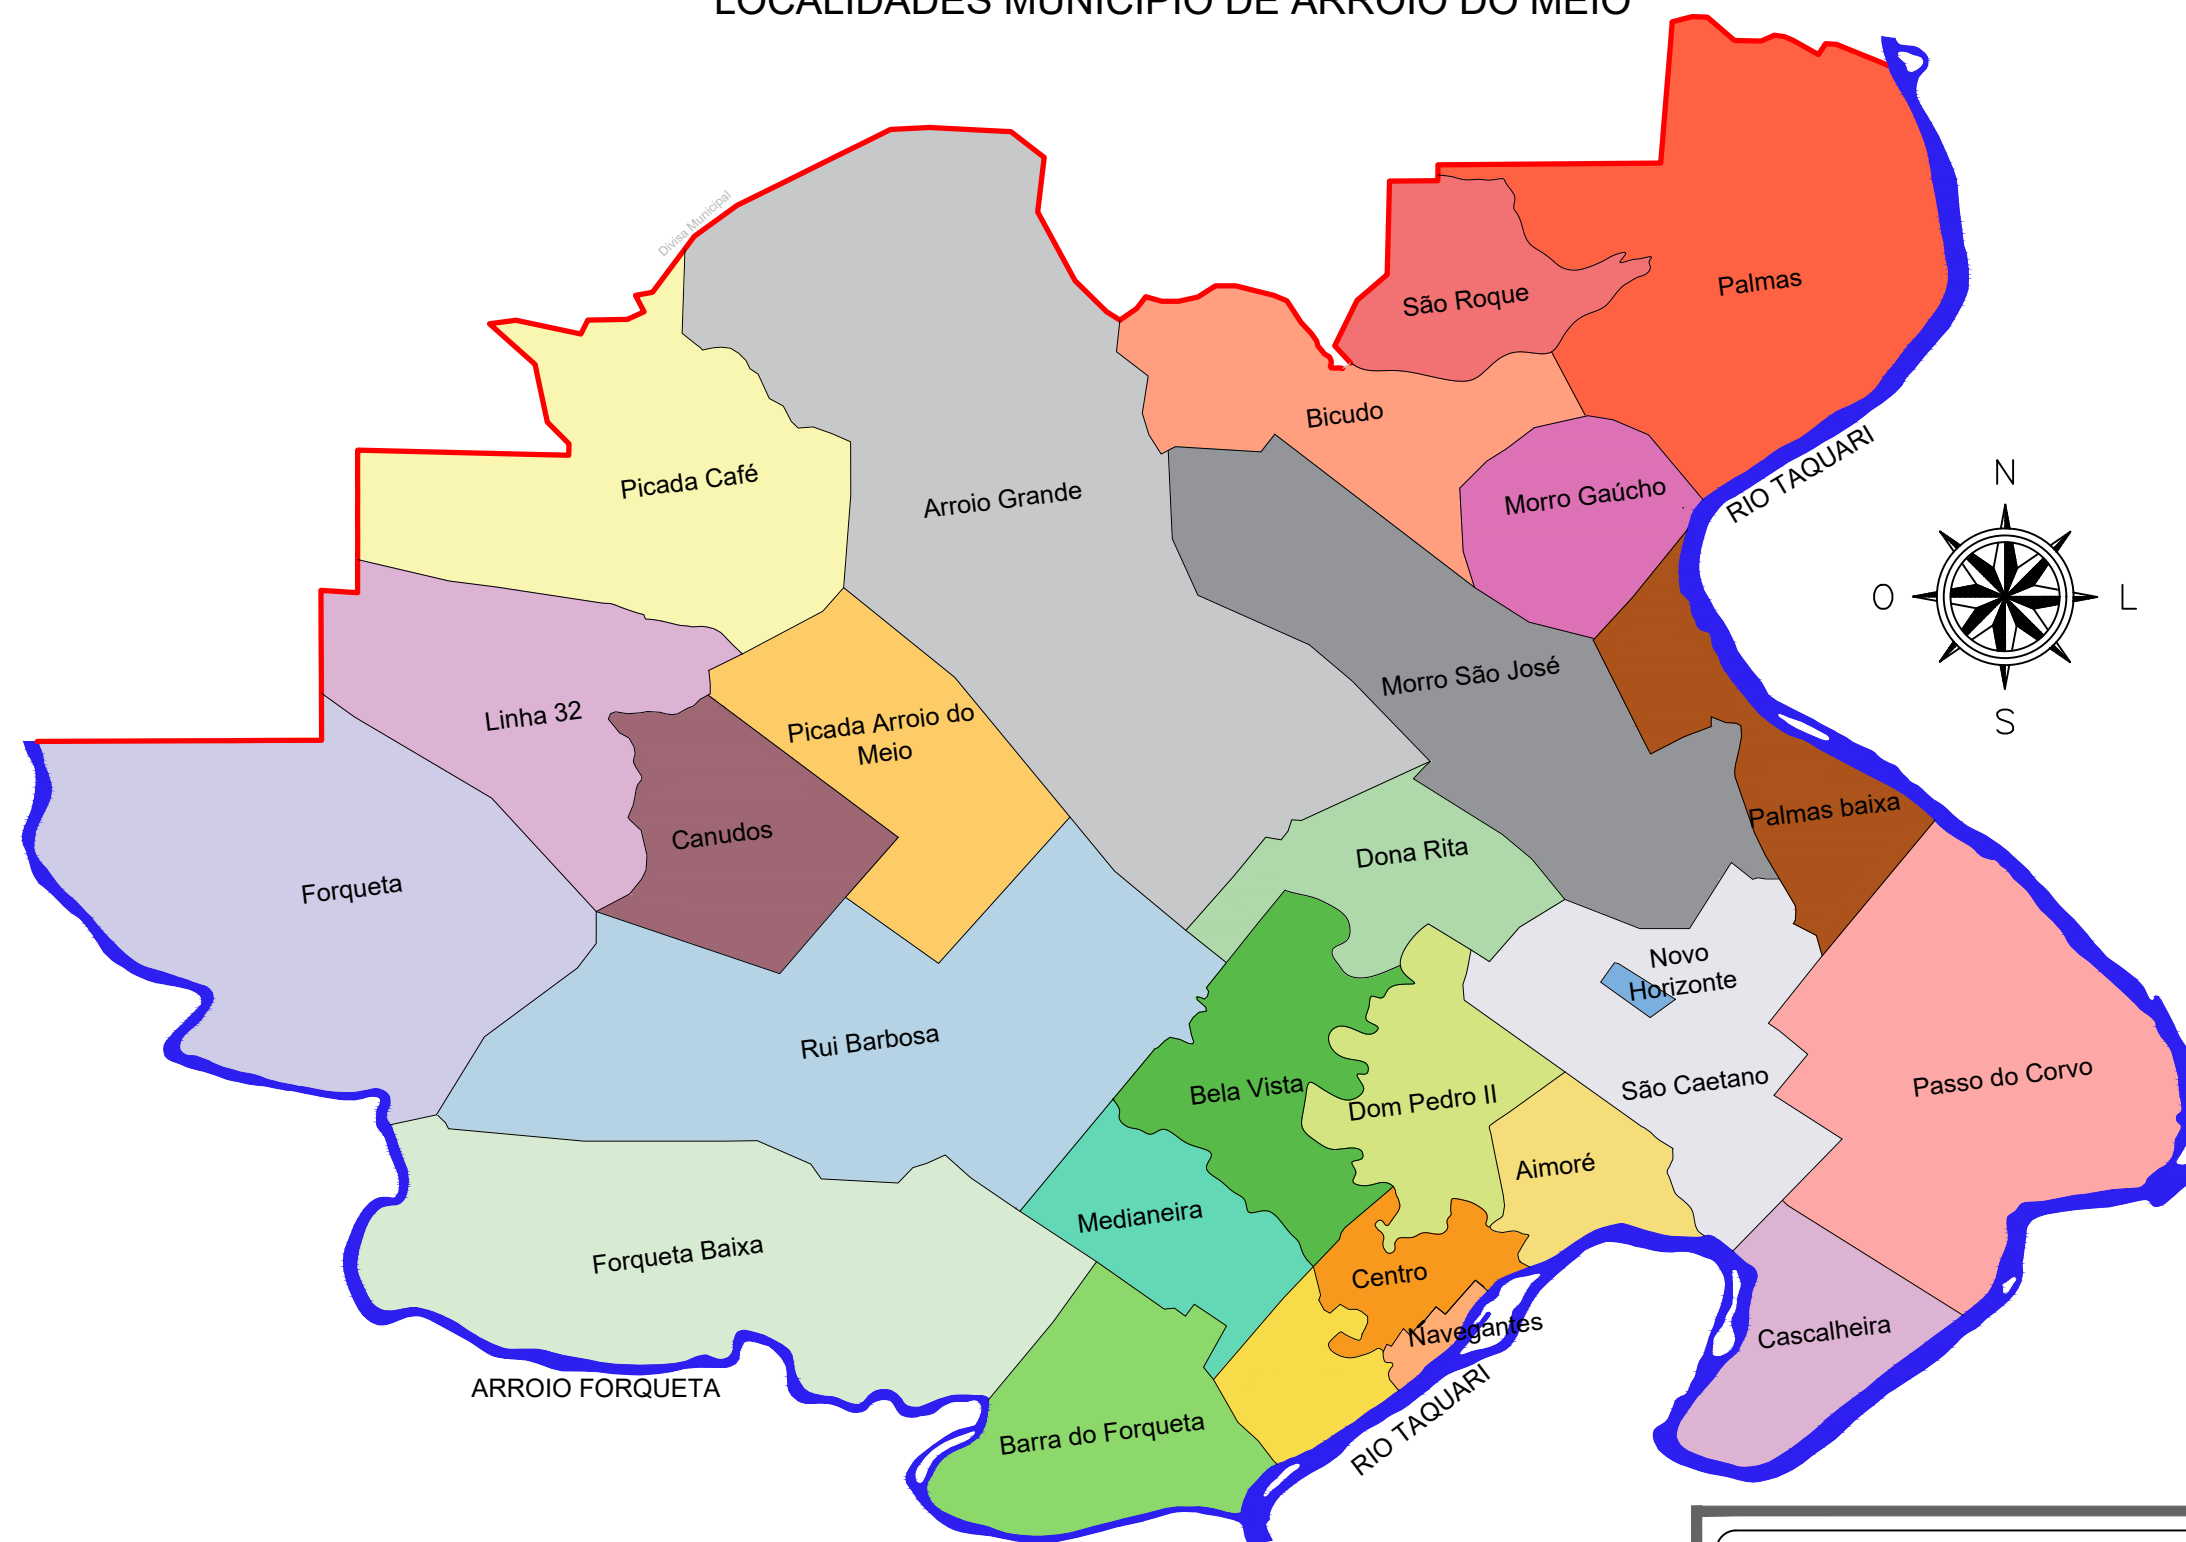 LOCALIDADES MUNICÍPIO DE ARROIO DO MEIO
Divisa Municipal
São Roque
Palmas
Bicudo
Picada Café
Arroio Grande
Morro Gaúcho
RIO TAQUARI
N
O
L
S
Morro São José
Linha 32
Picada Arroio do
Meio
Canudos
Palmas baixa
Dona Rita
Forqueta
Novo
Horizonte
Rui Barbosa
Bela Vista
Dom Pedro II
São Caetano
Passo do Corvo
Aimoré
Medianeira
Forqueta Baixa
Centro
Navegantes
Cascalheira
ARROIO FORQUETA
Barra do Forqueta
RIO TAQUARI